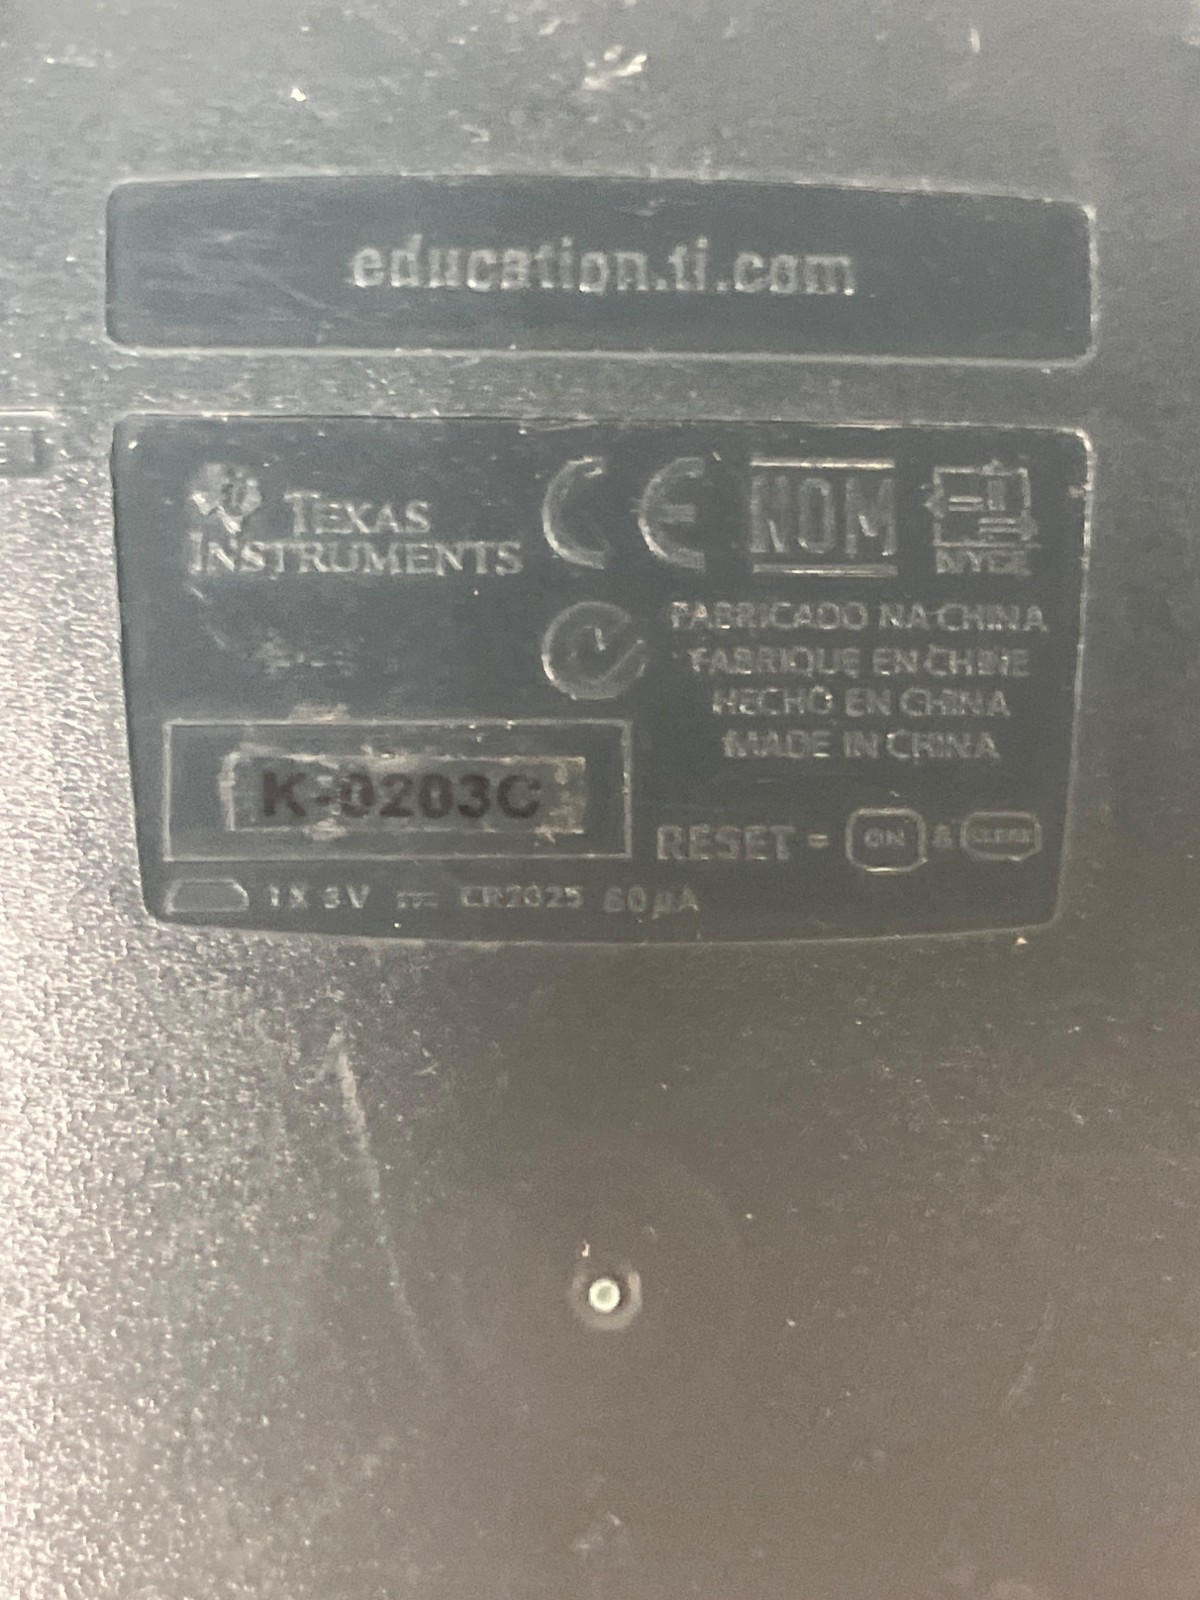 education.ti.com
TEXAS
INSTRUMENTS
CE
NOM
NYCE
FABRICADO NA CHINA
FABRIQUE EN CHINE
HECHO EN CHINA
MADE IN CHINA
K-0203C
RESET = ON & CLEAR
1 X 3V CR2025 60µA